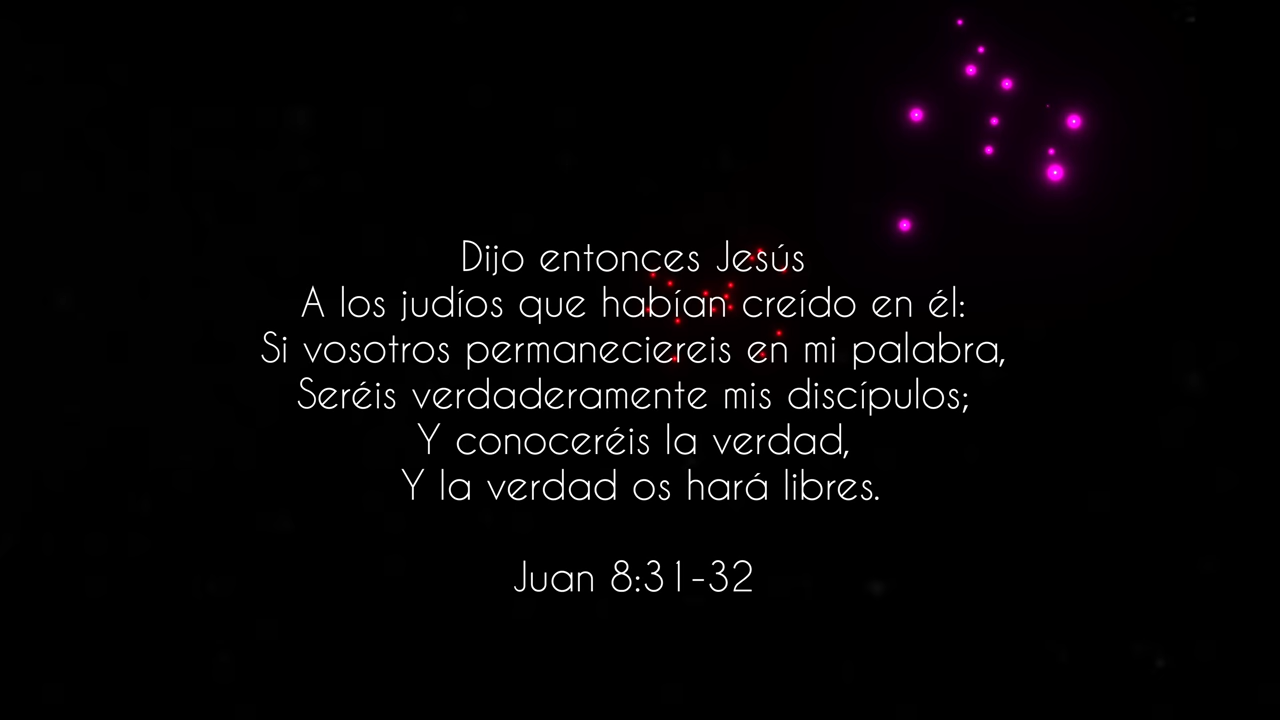 Dijo entonces Jesús
A los judíos que habían creído en él:
Si vosotros permaneciereis en mi palabra,
Seréis verdaderamente mis discípulos;
Y conoceréis la verdad,
Y la verdad os hará libres.
Juan 8:31-32